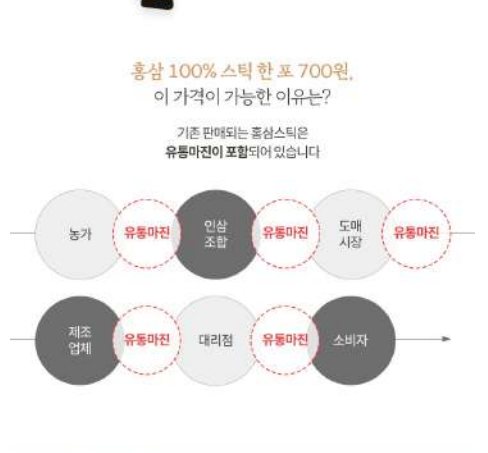 홍삼 100% 스틱 한 포 700원,
이 가격이 가능한 이유는?
기존 판매되는 홍삼스틱은
유통마진이 포함되어 있습니다
농가 유통마진 인삼 유통마진 도매 유통마진
조합 시장
제조 유통마진 대리점 유통마진 소비자
업체